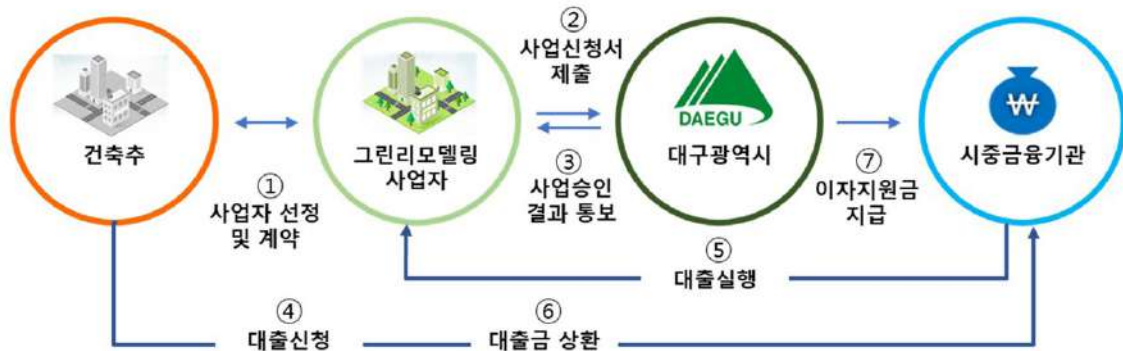 건축추
①
사업자 선정
및 계약
그린리모델링
사업자
②
사업신청서
제출
③
사업승인
결과 통보
DAEGU
대구광역시
⑦
이자지원금
지급
₩
시중금융기관
⑤
대출실행
④
대출신청
⑥
대출금 상환